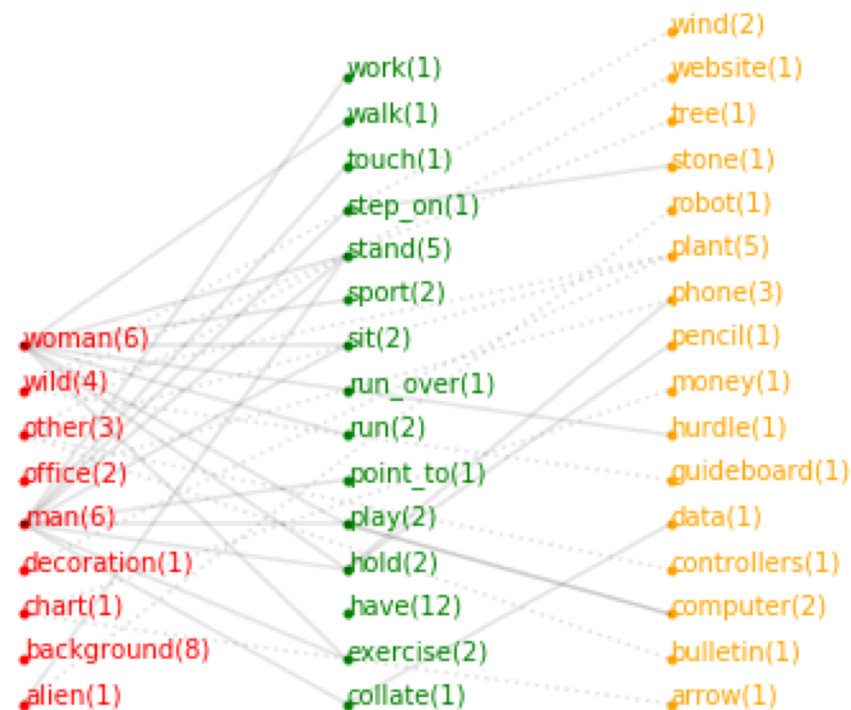 woman(6)
wild(4)
other(3)
office(2)
man(6)
decoration(1)
chart(1)
background(8)
alien(1)
work(1)
walk(1)
touch(1)
step_on(1)
stand(5)
sport(2)
sit(2)
run_over(1)
run(2)
point_to(1)
play(2)
hold(2)
have(12)
exercise(2)
collate(1)
wind(2)
website(1)
tree(1)
stone(1)
robot(1)
plant(5)
phone(3)
pencil(1)
money(1)
hurdle(1)
guideboard(1)
data(1)
controllers(1)
computer(2)
bulletin(1)
arrow(1)